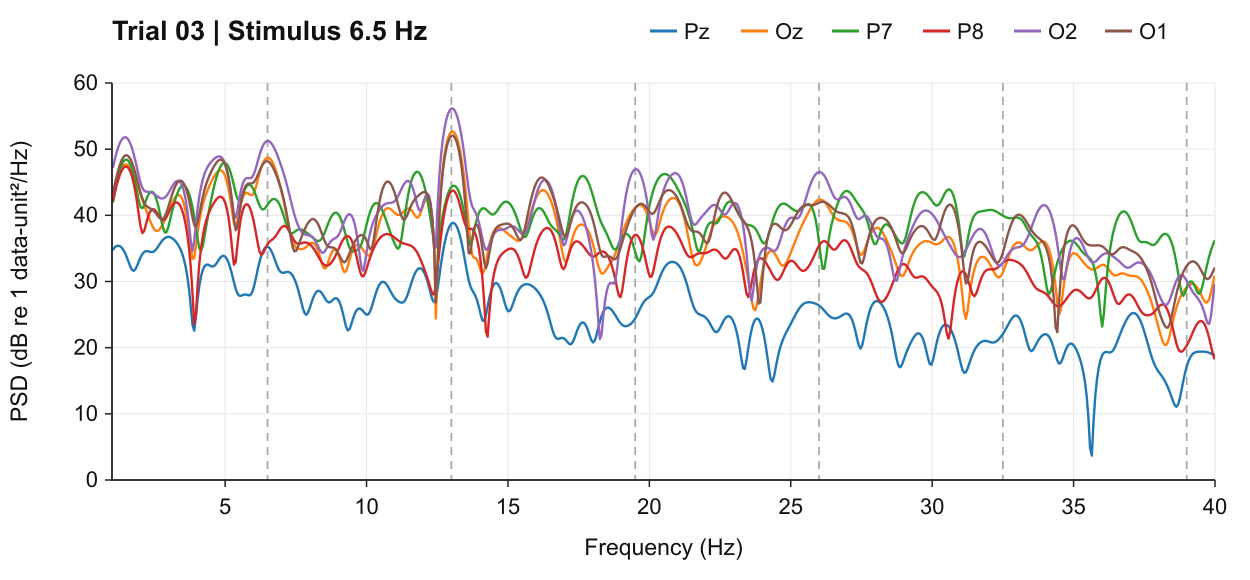 Trial 03 | Stimulus 6.5 Hz
Pz Oz P7 P8 O2 O1
PSD (dB re 1 data-unit²/Hz)
60
50
40
30
20
10
0
5 10 15 20 25 30 35 40
Frequency (Hz)